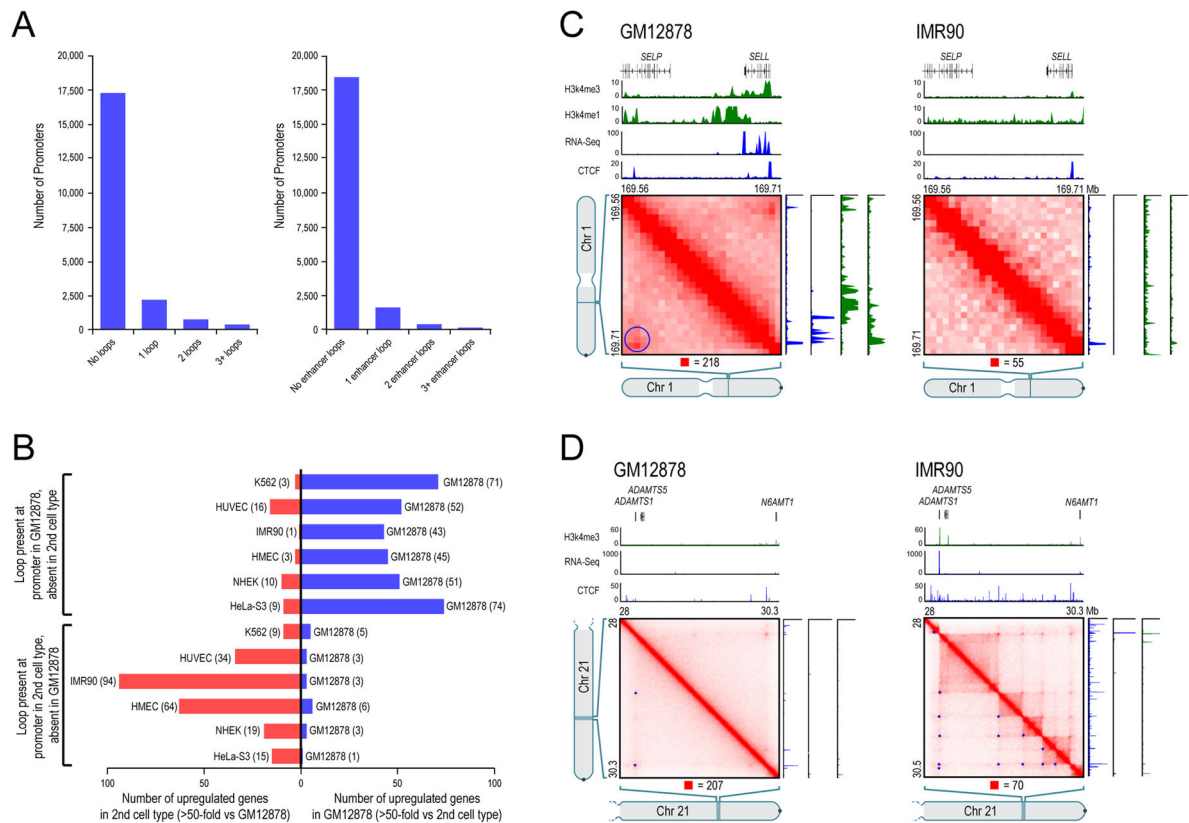 A
20,000
17,500
15,000
12,500
10,000
7,500
5,000
2,500
0
Number of Promoters
No loops
1 loop
2 loops
3+ loops
20,000
17,500
15,000
12,500
10,000
7,500
5,000
2,500
0
Number of Promoters
No enhancer loops
1 enhancer loop
2 enhancer loops
3+ enhancer loops
B
Loop present at
promoter in GM12878,
absent in 2nd cell type
K562 (3) GM12878 (71)
HUVEC (16) GM12878 (52)
IMR90 (1) GM12878 (43)
HMEC (3) GM12878 (45)
NHEK (10) GM12878 (51)
HeLa-S3 (9) GM12878 (74)
Loop present at
promoter in 2nd cell type,
absent in GM12878
K562 (9) GM12878 (5)
HUVEC (34) GM12878 (3)
IMR90 (94) GM12878 (3)
HMEC (64) GM12878 (6)
NHEK (19) GM12878 (3)
HeLa-S3 (15) GM12878 (1)
100 50 0 50 100
Number of upregulated genes
in 2nd cell type (>50-fold vs GM12878)
Number of upregulated genes
in GM12878 (>50-fold vs 2nd cell type)
C
GM12878
SELP SELL
H3k4me3 10 0
H3k4me1 10 0
RNA-Seq 100 0
CTCF 20 0
169.56 169.71
169.56
169.71
Chr 1
= 218
Chr 1
IMR90
SELP SELL
10 0
10 0
100 0
20 0
169.56 169.71 Mb
169.56
169.71
= 55
Chr 1
D
GM12878
ADAMTS5
ADAMTS1 N6AMT1
H3k4me3 60 0
RNA-Seq 1000 0
CTCF 50 0
28 30.3
28
30.3
Chr 21
= 207
Chr 21
IMR90
ADAMTS5
ADAMTS1 N6AMT1
60 0
1000 0
50 0
28 30.3 Mb
28
30.5
= 70
Chr 21